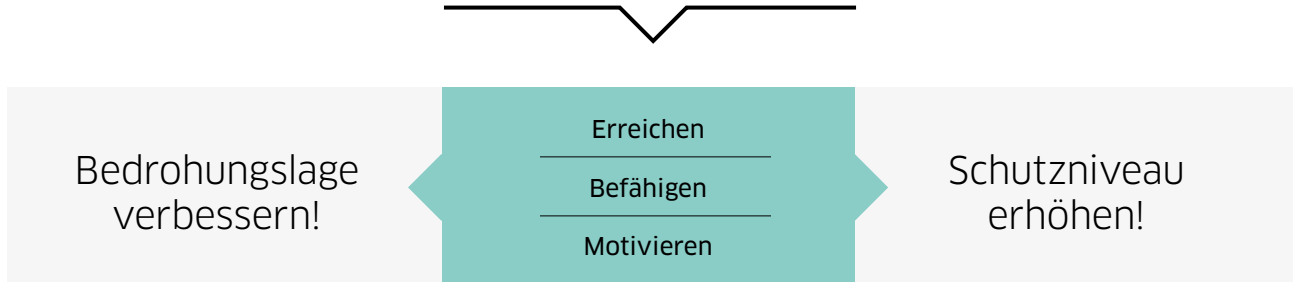 Bedrohungslage
verbessern!
Erreichen
Befähigen
Motivieren
Schutzniveau
erhöhen!